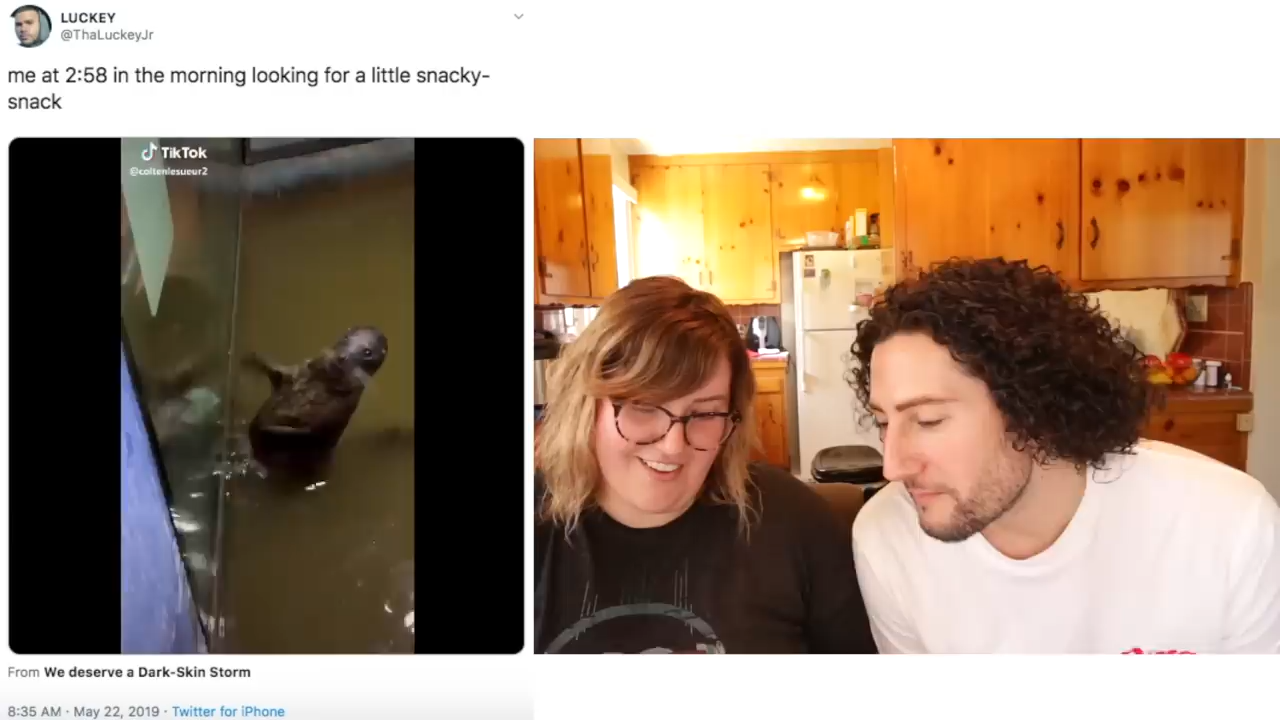 LUCKEY
@ThaLuckeyJr
me at 2:58 in the morning looking for a little snacky-
snack
TikTok
@coltenlesueur2
From We deserve a Dark-Skin Storm
8:35 AM · May 22, 2019 · Twitter for iPhone